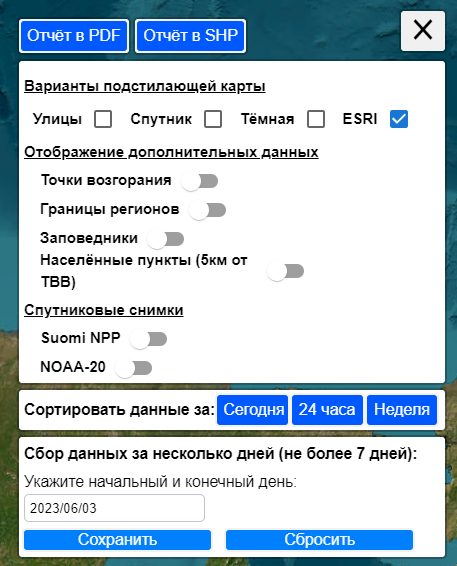 Отчёт в PDF Отчёт в SHP
Варианты подстилающей карты
Улицы Спутник Тёмная ESRI
Отображение дополнительных данных
Точки возгорания
Границы регионов
Заповедники
Населённые пункты (5км от
ТВВ)
Спутниковые снимки
Suomi NPP
NOAA-20
Сортировать данные за: Сегодня 24 часа Неделя
Сбор данных за несколько дней (не более 7 дней):
Укажите начальный и конечный день:
2023/06/03
Сохранить Сбросить